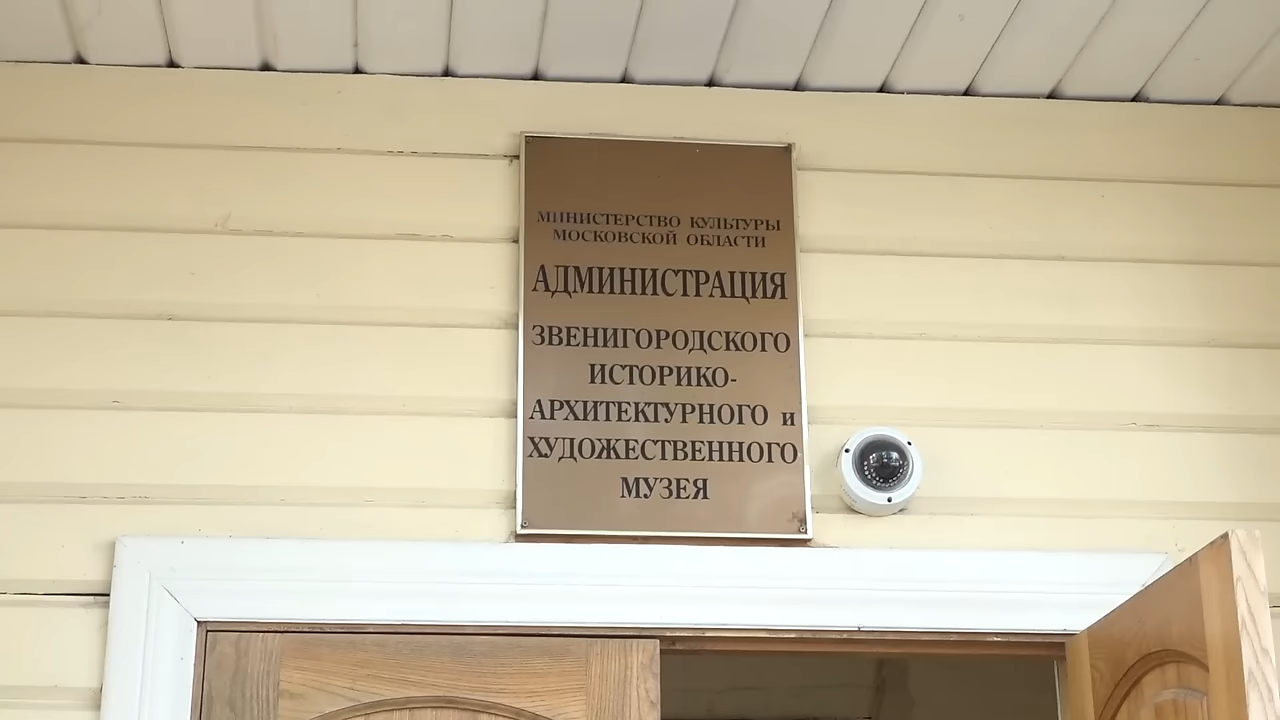 МИНИСТЕРСТВО КУЛЬТУРЫ
МОСКОВСКОЙ ОБЛАСТИ
АДМИНИСТРАЦИЯ
ЗВЕНИГОРОДСКОГО
ИСТОРИКО-
АРХИТЕКТУРНОГО и
ХУДОЖЕСТВЕННОГО
МУЗЕЯ